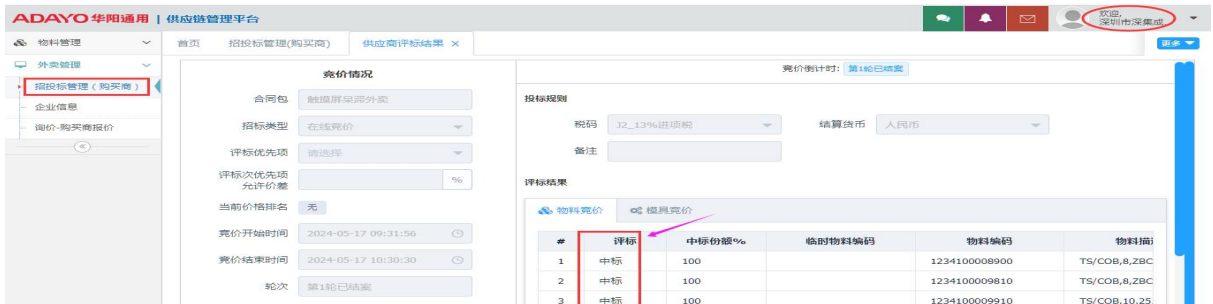 ADAYO 华阳通用 | 供应链管理平台
欢迎,
深圳市深集成,
物料管理
首页 招投标管理(购买商) 供应商评标结果 ×
更多
外卖管理
招投标管理(购买商)
企业信息
询价-购买商报价
竞价情况
合同包 触摸屏呆滞外卖
招标类型 在线竞价
评标优先项 请选择
评标次优先项
允许价差 %
当前价格排名 无
竞价开始时间 2024-05-17 09:31:56
竞价结束时间 2024-05-17 10:30:30
轮次 第1轮已结案
竞价倒计时: 第1轮已结案
投标规则
税码 J2_13%进项税 结算货币 人民币
备注
评标结果
物料竞价 模具竞价
# 评标 中标份额% 临时物料编码 物料编码 物料描
1 中标 100 1234100008900 TS/COB,8,ZBC
2 中标 100 1234100009810 TS/COB,8,ZBC
3 中标 100 1234100009910 TS/COB,10.25